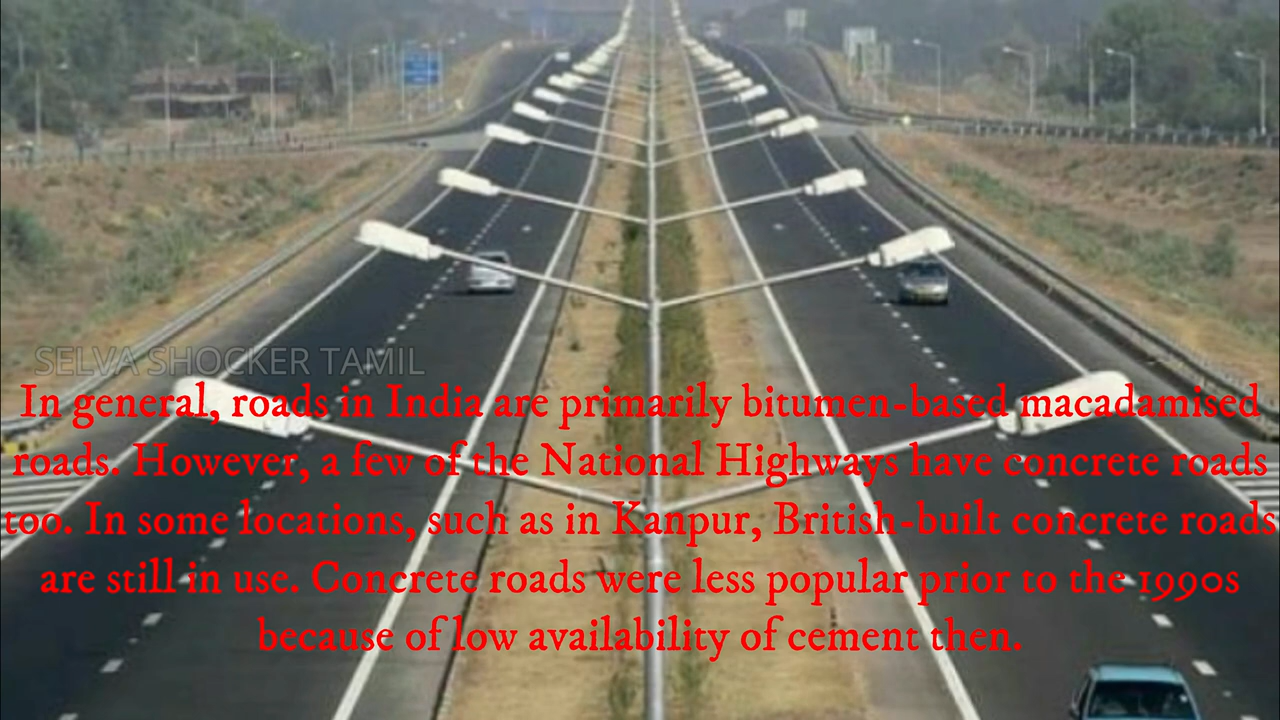 SELVA SHOCKER TAMIL
In general, roads in India are primarily bitumen-based macadamised
roads. However, a few of the National Highways have concrete roads
too. In some locations, such as in Kanpur, British-built concrete roads
are still in use. Concrete roads were less popular prior to the 1990s
because of low availability of cement then.